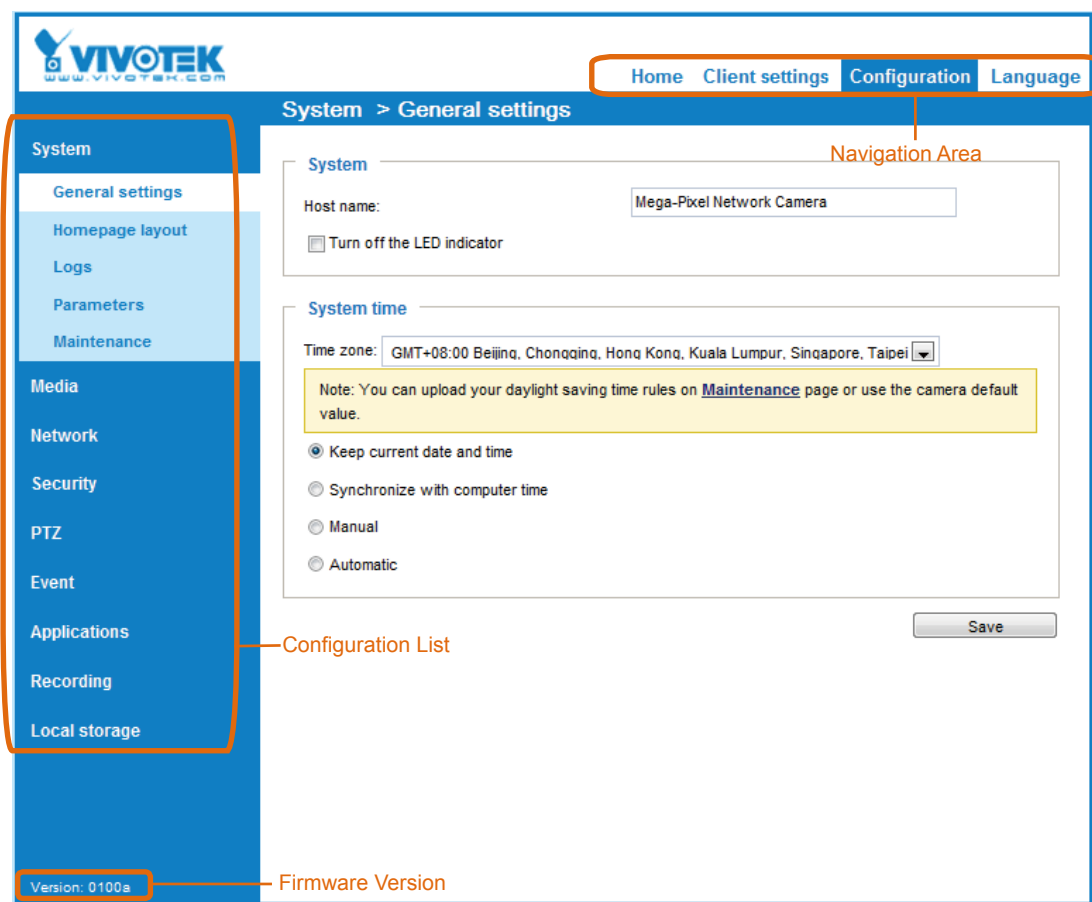 VIVOTEK
WWW.VIVOTEK.COM
Home Client settings Configuration Language
System > General settings
Navigation Area
System
General settings
Homepage layout
Logs
Parameters
Maintenance
Media
Network
Security
PTZ
Event
Applications
Recording
Local storage
Configuration List
Version: 0100a
Firmware Version
System
Host name: Mega-Pixel Network Camera
Turn off the LED indicator
System time
Time zone: GMT+08:00 Beijing, Chongqing, Hong Kong, Kuala Lumpur, Singapore, Taipei
Note: You can upload your daylight saving time rules on Maintenance page or use the camera default
value.
Keep current date and time
Synchronize with computer time
Manual
Automatic
Save